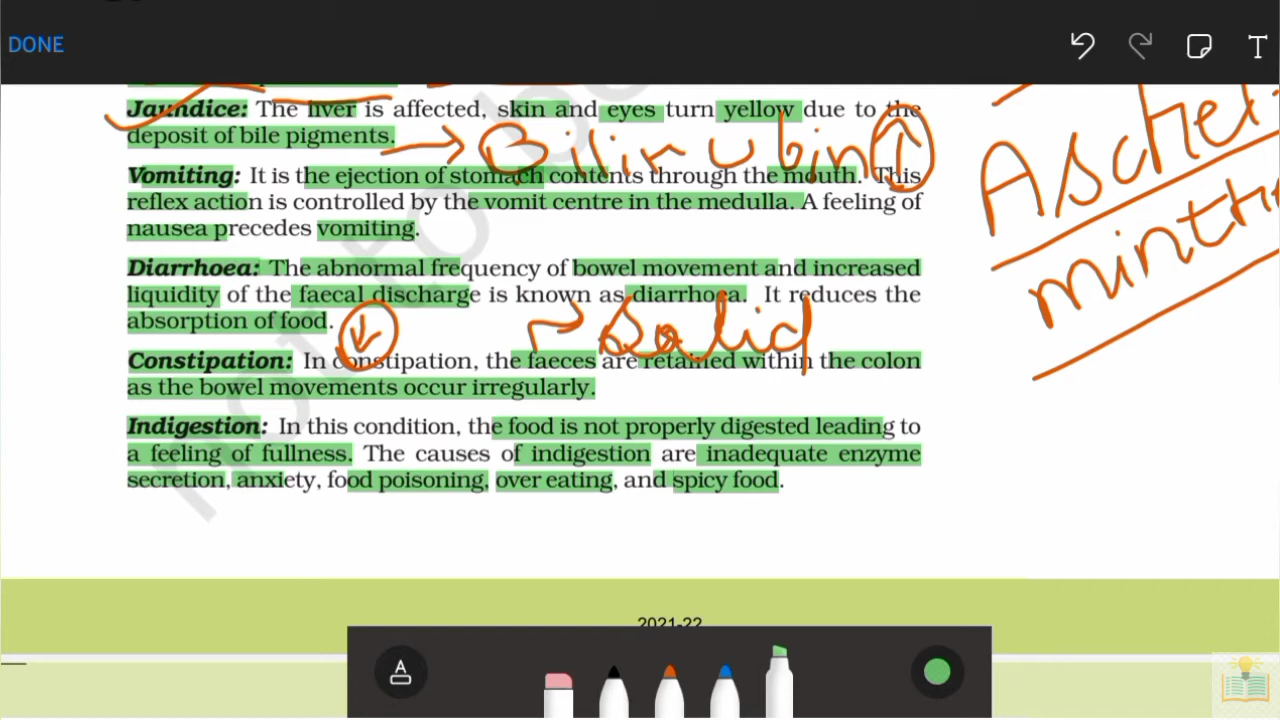 DONE
T
Jaundice: The liver is affected, skin and eyes turn yellow due to the
deposit of bile pigments.
→ Bilirubin ↑
Aschel
minth
Vomiting: It is the ejection of stomach contents through the mouth. This
reflex action is controlled by the vomit centre in the medulla. A feeling of
nausea precedes vomiting.
Diarrhoea: The abnormal frequency of bowel movement and increased
liquidity of the faecal discharge is known as diarrhoea. It reduces the
absorption of food.
↓
→ Solid
Constipation: In constipation, the faeces are retained within the colon
as the bowel movements occur irregularly.
Indigestion: In this condition, the food is not properly digested leading to
a feeling of fullness. The causes of indigestion are inadequate enzyme
secretion, anxiety, food poisoning, over eating, and spicy food.
2021-22
A